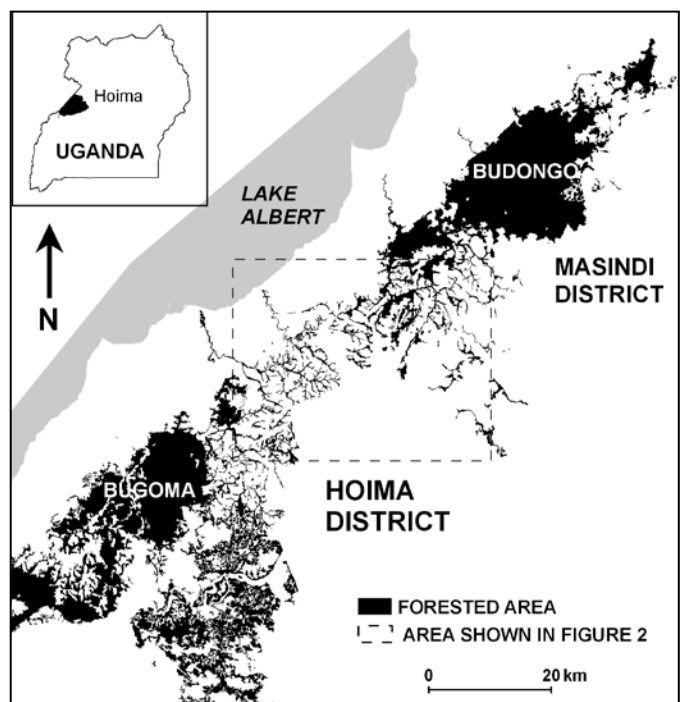 Hoima
UGANDA
LAKE
ALBERT
N
BUDONGO
MASINDI
DISTRICT
BUGOMA
HOIMA
DISTRICT
FORESTED AREA
AREA SHOWN IN FIGURE 2
0 20 km